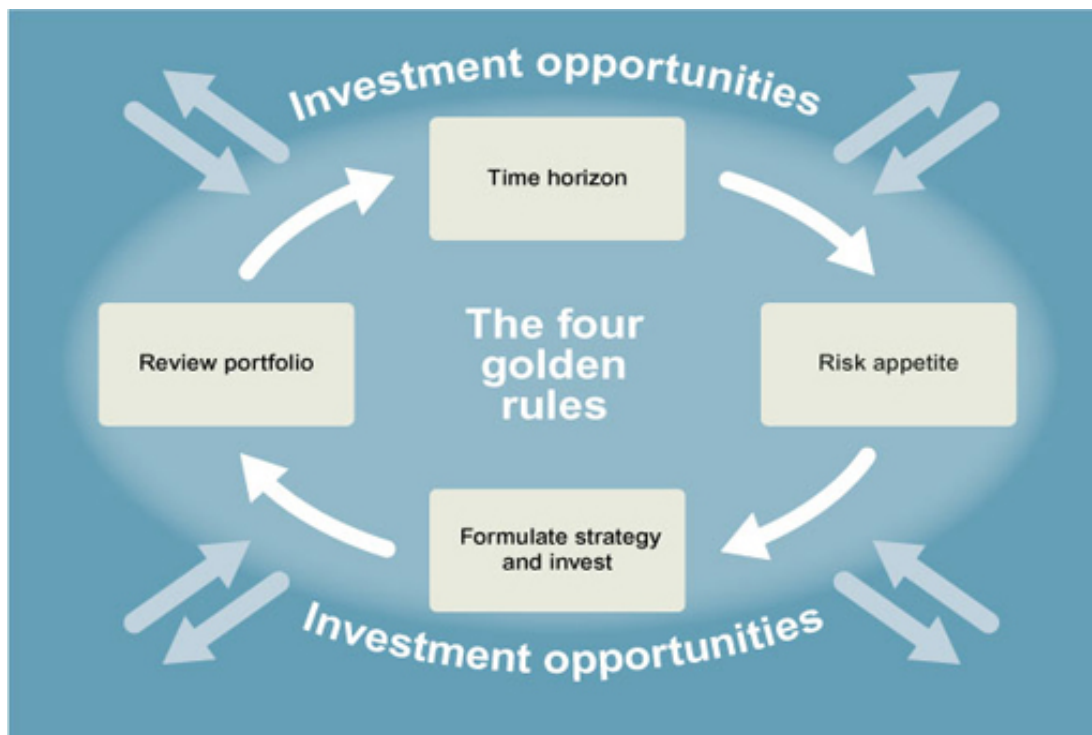 Investment opportunities
Time horizon
The four
golden
rules
Review portfolio
Risk appetite
Formulate strategy
and invest
Investment opportunities